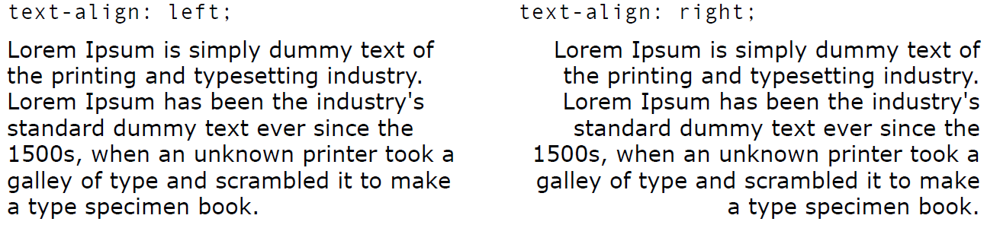 text-align: left;
Lorem Ipsum is simply dummy text of
the printing and typesetting industry.
Lorem Ipsum has been the industry's
standard dummy text ever since the
1500s, when an unknown printer took a
galley of type and scrambled it to make
a type specimen book.
text-align: right;
Lorem Ipsum is simply dummy text of
the printing and typesetting industry.
Lorem Ipsum has been the industry's
standard dummy text ever since the
1500s, when an unknown printer took a
galley of type and scrambled it to make
a type specimen book.